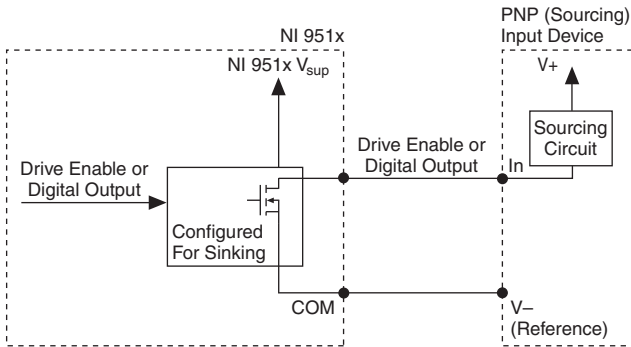 PNP (Sourcing)
Input Device
NI 951x
NI 951x Vsup
V+
Sourcing
Circuit
Drive Enable or
Digital Output
Drive Enable or
Digital Output
In
Configured
For Sinking
COM
V–
(Reference)